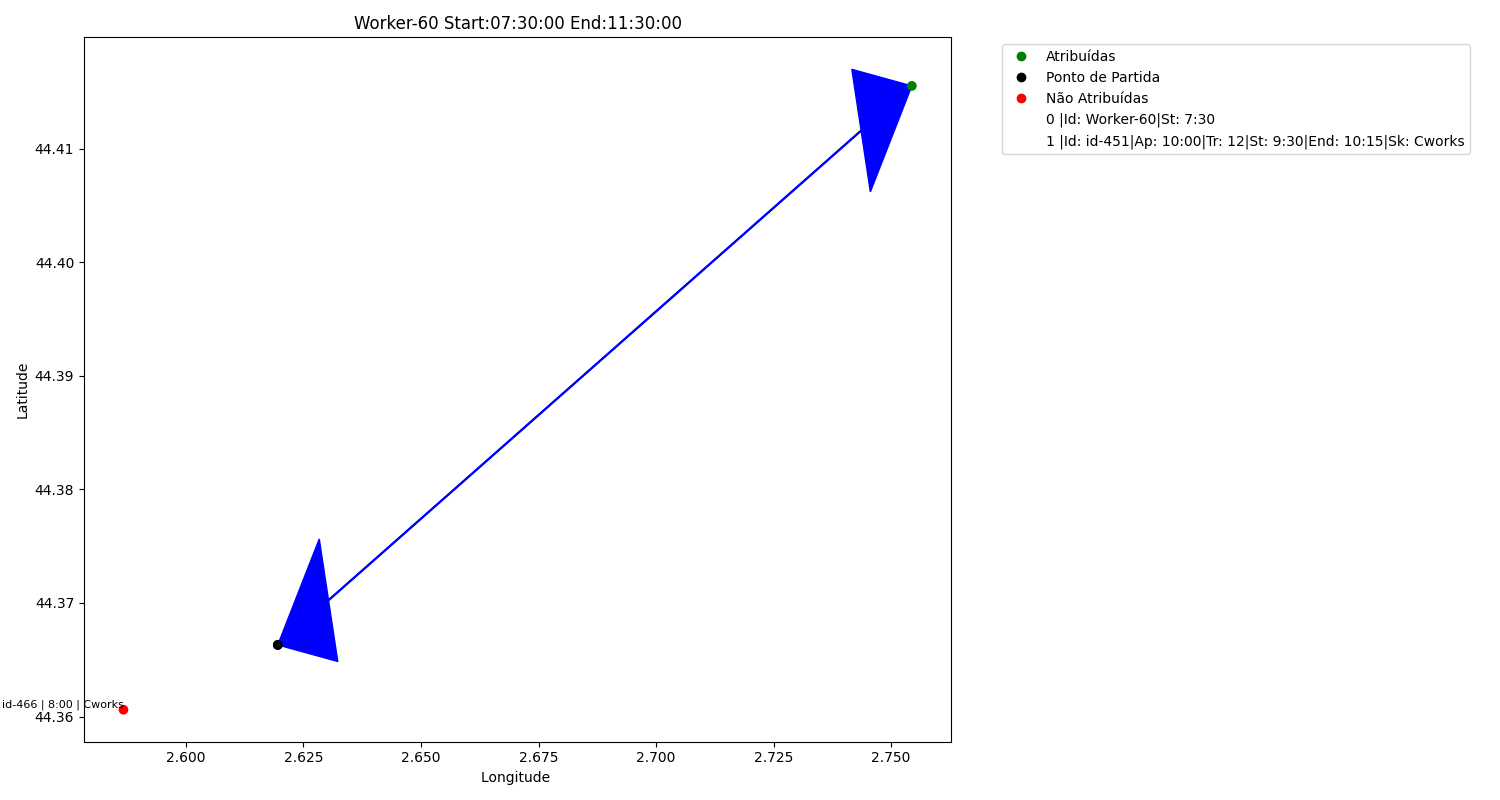 Worker-60 Start:07:30:00 End:11:30:00
Atribuídas
Ponto de Partida
Não Atribuídas
0 |Id: Worker-60|St: 7:30
1 |Id: id-451|Ap: 10:00|Tr: 12|St: 9:30|End: 10:15|Sk: Cworks
Latitude
44.41
44.40
44.39
44.38
44.37
44.36
id-466 | 8:00 | Cworks
2.600 2.625 2.650 2.675 2.700 2.725 2.750
Longitude